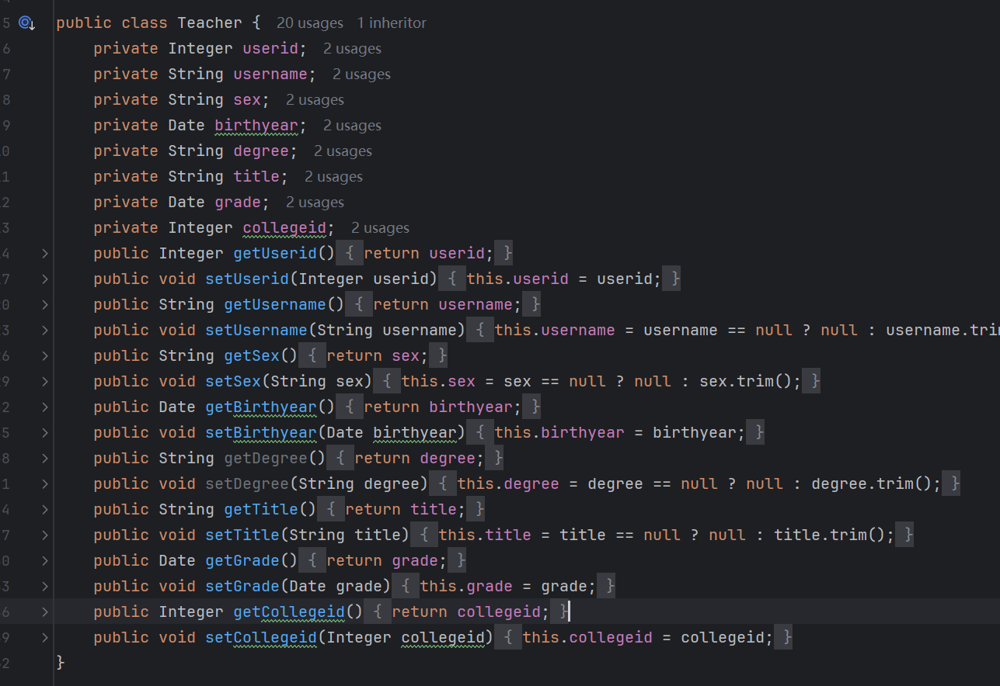 5 public class Teacher { 20 usages 1 inheritor
6 private Integer userid; 2 usages
7 private String username; 2 usages
8 private String sex; 2 usages
9 private Date birthyear; 2 usages
0 private String degree; 2 usages
1 private String title; 2 usages
2 private Date grade; 2 usages
3 private Integer collegeid; 2 usages
4 public Integer getUserid() { return userid; }
7 public void setUserid(Integer userid) { this.userid = userid; }
0 public String getUsername() { return username; }
3 public void setUsername(String username) { this.username = username == null ? null : username.trim
6 public String getSex() { return sex; }
9 public void setSex(String sex) { this.sex = sex == null ? null : sex.trim(); }
2 public Date getBirthyear() { return birthyear; }
5 public void setBirthyear(Date birthyear) { this.birthyear = birthyear; }
8 public String getDegree() { return degree; }
1 public void setDegree(String degree) { this.degree = degree == null ? null : degree.trim(); }
4 public String getTitle() { return title; }
7 public void setTitle(String title) { this.title = title == null ? null : title.trim(); }
0 public Date getGrade() { return grade; }
3 public void setGrade(Date grade) { this.grade = grade; }
6 public Integer getCollegeid() { return collegeid; }
9 public void setCollegeid(Integer collegeid) { this.collegeid = collegeid; }
2 }